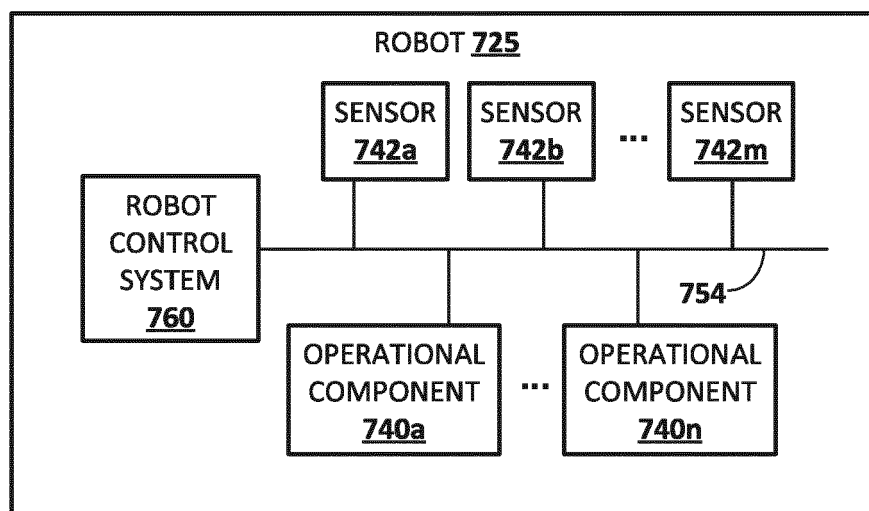 ROBOT 725
SENSOR
742a
SENSOR
742b
...
SENSOR
742m
ROBOT
CONTROL
SYSTEM
760
754
OPERATIONAL
COMPONENT
740a
...
OPERATIONAL
COMPONENT
740n